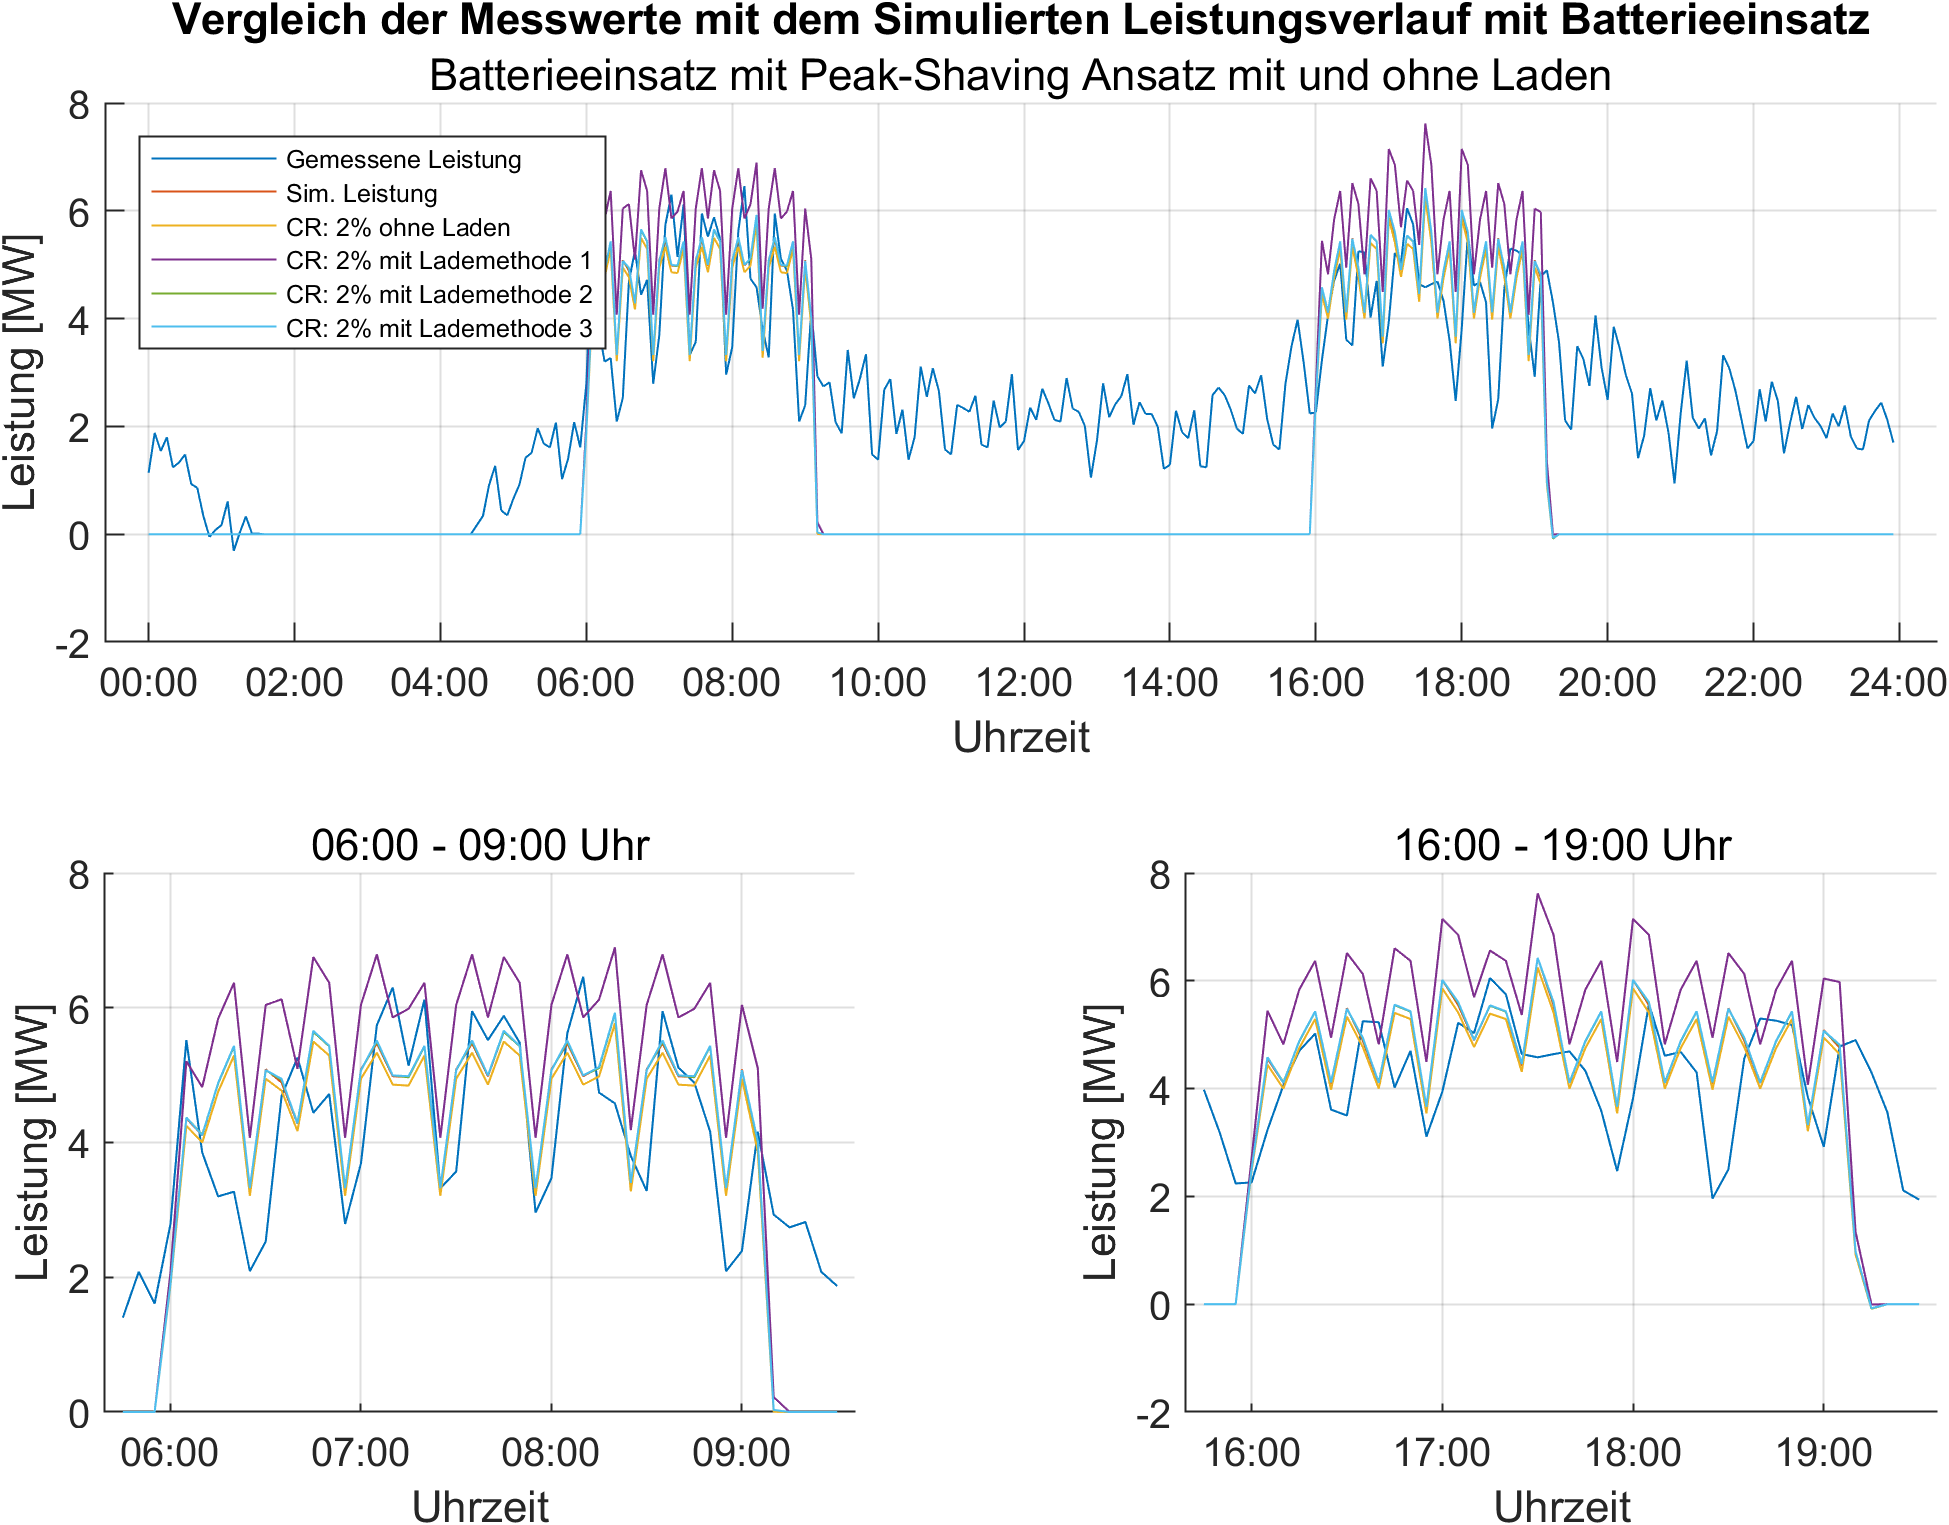 Vergleich der Messwerte mit dem Simulierten Leistungsverlauf mit Batterieeinsatz
Batterieeinsatz mit Peak-Shaving Ansatz mit und ohne Laden
8
6
4
2
0
-2
Leistung [MW]
Gemessene Leistung
Sim. Leistung
CR: 2% ohne Laden
CR: 2% mit Lademethode 1
CR: 2% mit Lademethode 2
CR: 2% mit Lademethode 3
00:00 02:00 04:00 06:00 08:00 10:00 12:00 14:00 16:00 18:00 20:00 22:00 24:00
Uhrzeit
06:00 - 09:00 Uhr
8
6
4
2
0
Leistung [MW]
06:00 07:00 08:00 09:00
Uhrzeit
16:00 - 19:00 Uhr
8
6
4
2
0
-2
Leistung [MW]
16:00 17:00 18:00 19:00
Uhrzeit